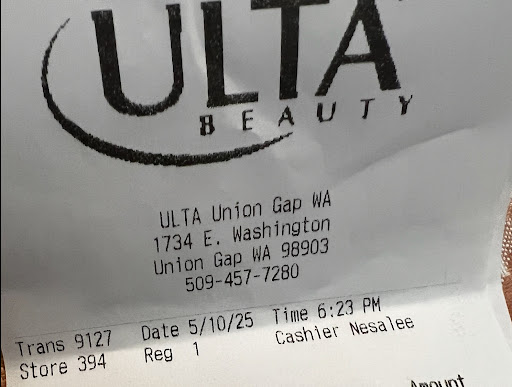 ULTA
BEAUTY
ULTA Union Gap WA
1734 E. Washington
Union Gap WA 98903
509-457-7280
Trans 9127 Date 5/10/25 Time 6:23 PM
Store 394 Reg 1 Cashier Nesalee
Amount